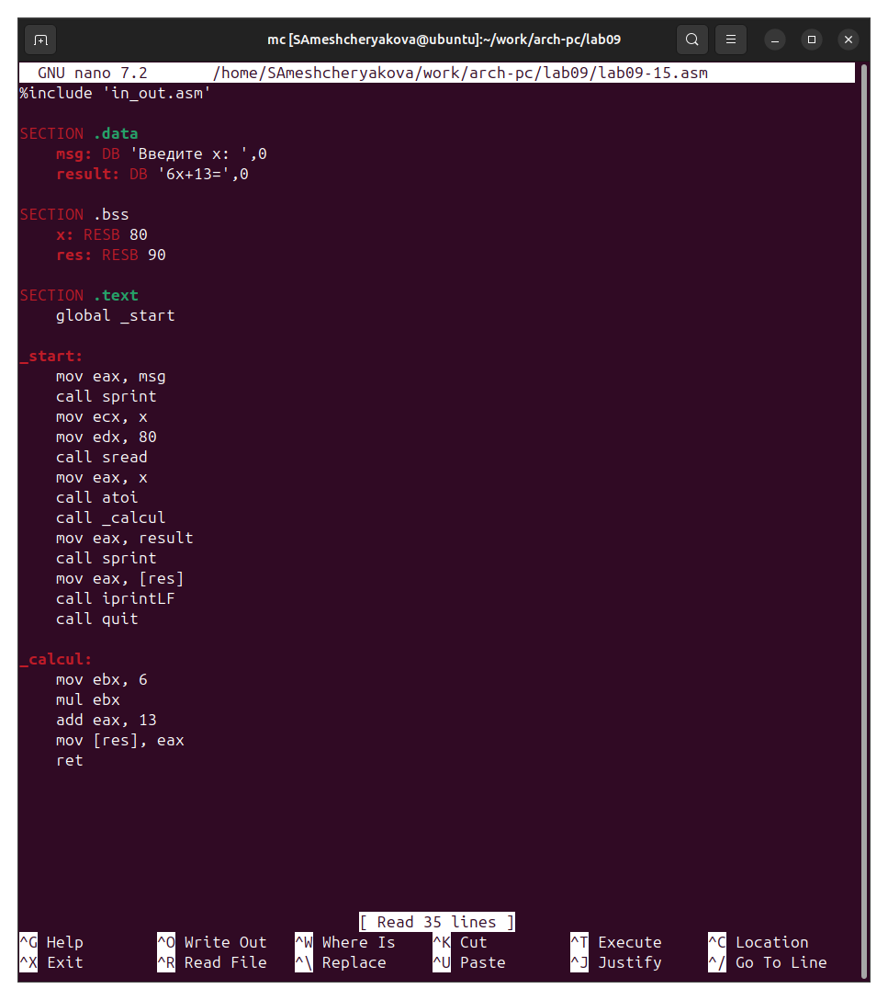 mc [SAmeshcheryakova@ubuntu]:~/work/arch-pc/lab09
GNU nano 7.2 /home/SAmeshcheryakova/work/arch-pc/lab09/lab09-15.asm
%include 'in_out.asm'
SECTION .data
msg: DB 'Введите x: ',0
result: DB '6x+13=',0
SECTION .bss
x: RESB 80
res: RESB 90
SECTION .text
global _start
_start:
mov eax, msg
call sprint
mov ecx, x
mov edx, 80
call sread
mov eax, x
call atoi
call _calcul
mov eax, result
call sprint
mov eax, [res]
call iprintLF
call quit
_calcul:
mov ebx, 6
mul ebx
add eax, 13
mov [res], eax
ret
[ Read 35 lines ]
^G Help ^O Write Out ^W Where Is ^K Cut ^T Execute ^C Location
^X Exit ^R Read File ^\ Replace ^U Paste ^J Justify ^/ Go To Line